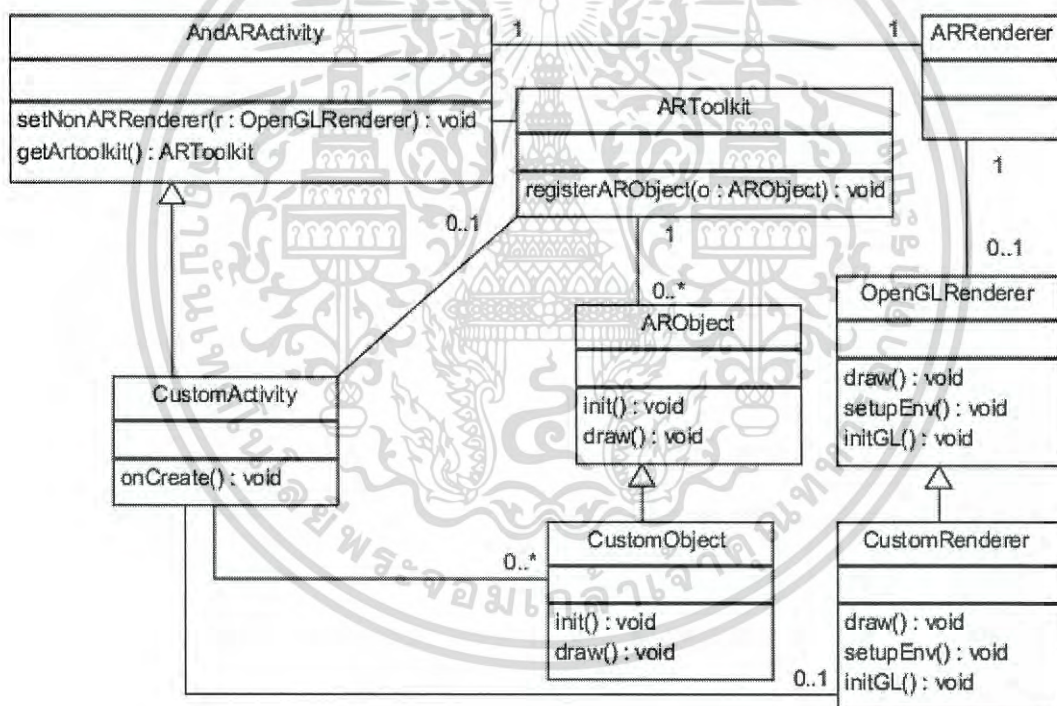 AndARActivity
1
1
ARRenderer
setNonARRenderer(r : OpenGLRenderer) : void
getArtoolkit() : ARToolkit
ARToolkit
registerARObject(o : ARObject) : void
0..1
1
0..*
1
0..1
ARObject
init() : void
draw() : void
OpenGLRenderer
draw() : void
setupEnv() : void
initGL() : void
CustomActivity
onCreate() : void
0..*
CustomObject
init() : void
draw() : void
0..1
CustomRenderer
draw() : void
setupEnv() : void
initGL() : void